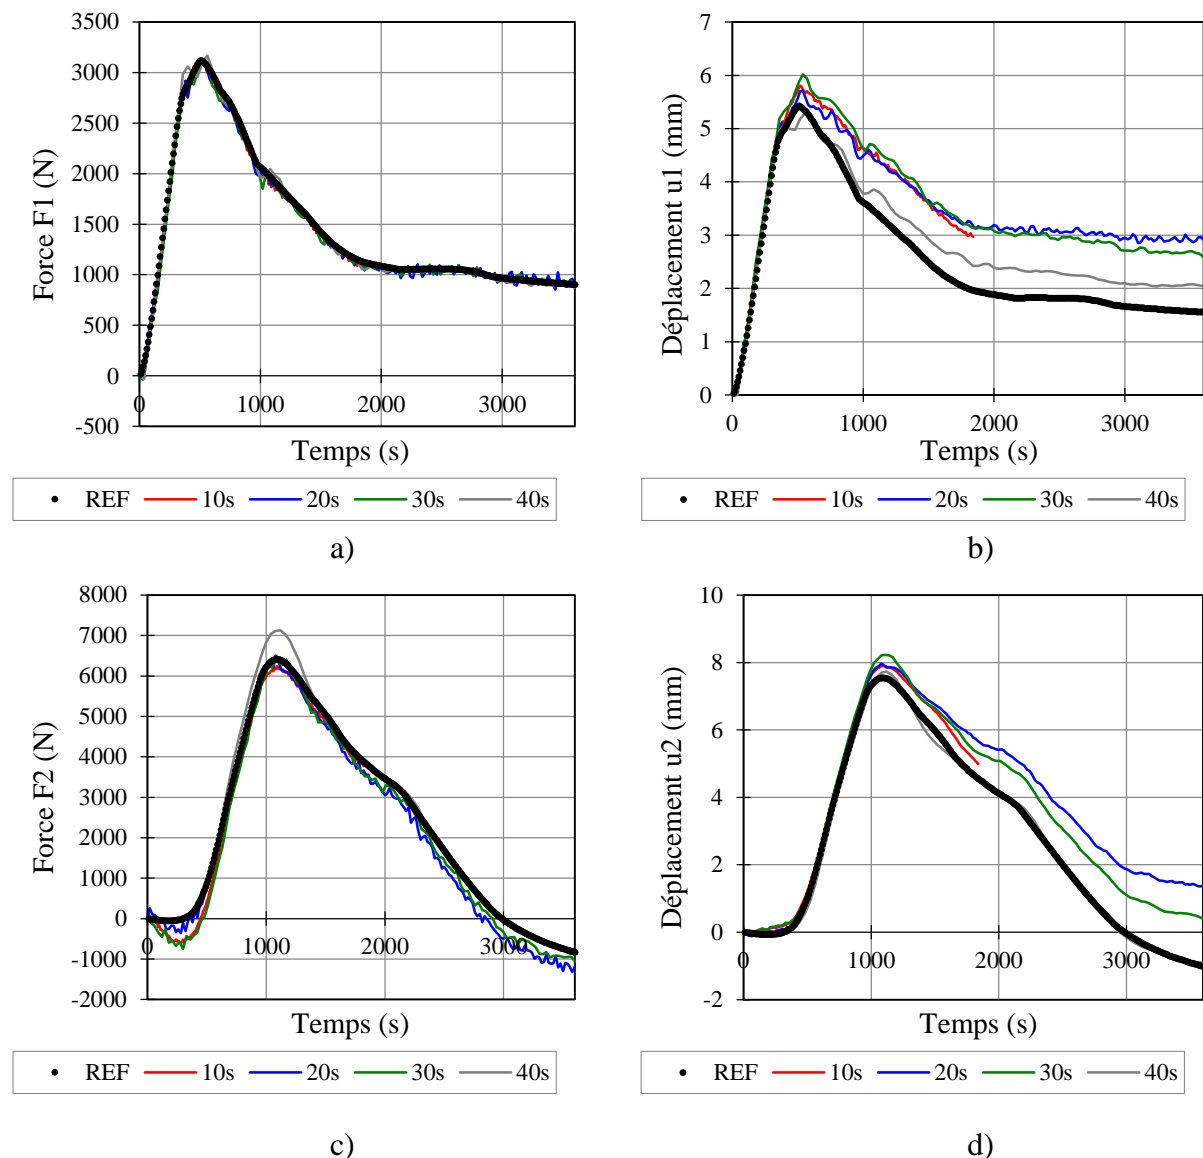 Force F1 (N)
3500
3000
2500
2000
1500
1000
500
0
-500
0 1000 2000 3000
Temps (s)
REF 10s 20s 30s 40s
a)
Déplacement u1 (mm)
7
6
5
4
3
2
1
0
0 1000 2000 3000
Temps (s)
REF 10s 20s 30s 40s
b)
Force F2 (N)
8000
7000
6000
5000
4000
3000
2000
1000
0
-1000
-2000
0 1000 2000 3000
Temps (s)
REF 10s 20s 30s 40s
c)
Déplacement u2 (mm)
10
8
6
4
2
0
-2
0 1000 2000 3000
Temps (s)
REF 10s 20s 30s 40s
d)